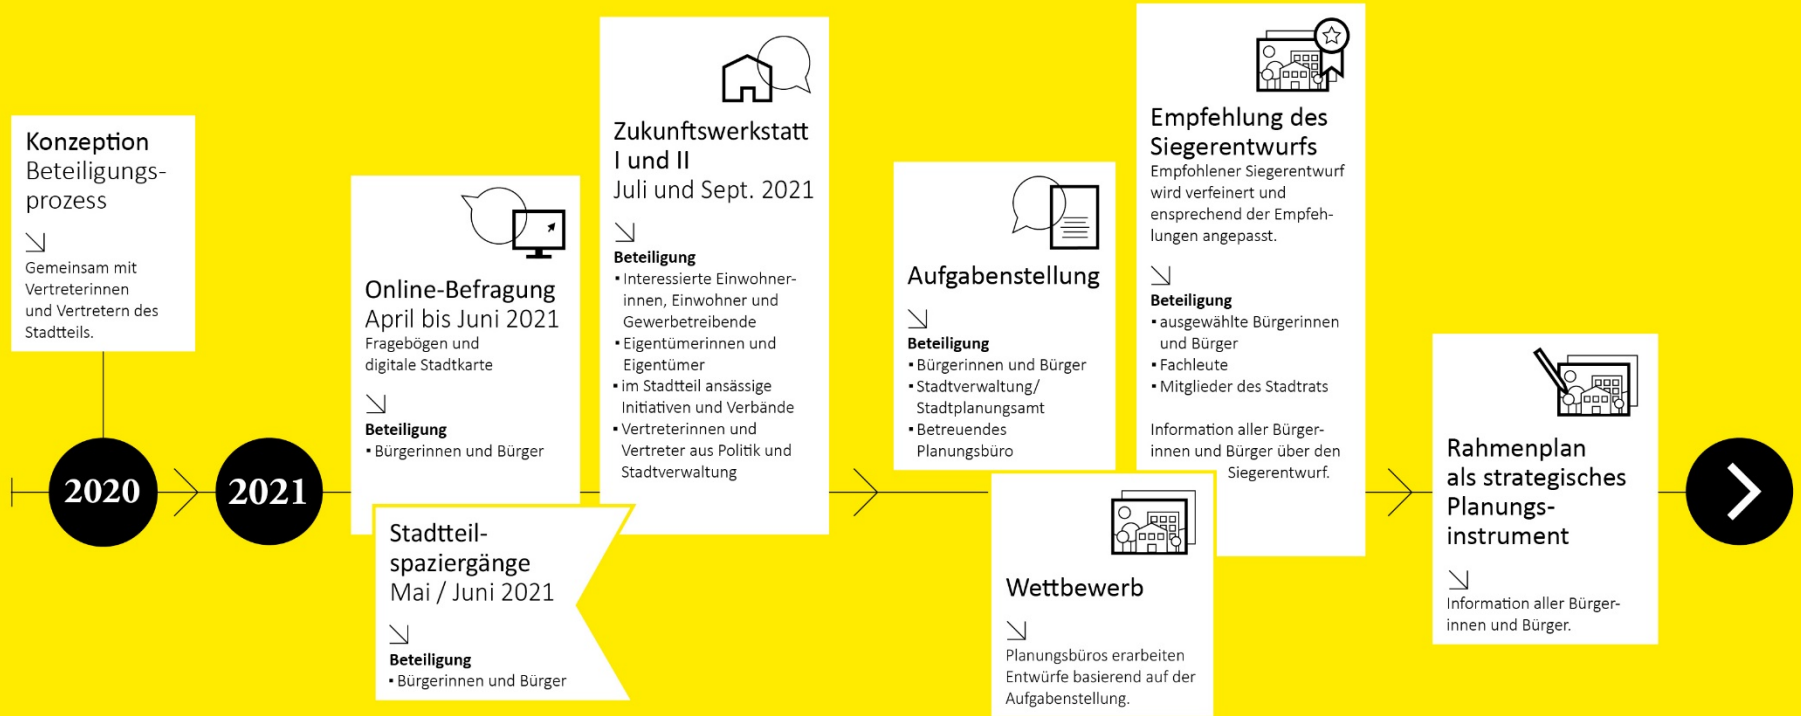 Konzeption
Beteiligungs-
prozess
Gemeinsam mit
Vertreterinnen
und Vertretern des
Stadtteils.
2020
2021
Online-Befragung
April bis Juni 2021
Fragebögen und
digitale Stadtkarte
Beteiligung
▪ Bürgerinnen und Bürger
Stadtteil-
spaziergänge
Mai / Juni 2021
Beteiligung
▪ Bürgerinnen und Bürger
Zukunftswerkstatt
I und II
Juli und Sept. 2021
Beteiligung
▪ Interessierte Einwohner-
innen, Einwohner und
Gewerbetreibende
▪ Eigentümerinnen und
Eigentümer
▪ im Stadtteil ansässige
Initiativen und Verbände
▪ Vertreterinnen und
Vertreter aus Politik und
Stadtverwaltung
Aufgabenstellung
Beteiligung
▪ Bürgerinnen und Bürger
▪ Stadtverwaltung/
Stadtplanungsamt
▪ Betreuendes
Planungsbüro
Wettbewerb
Planungsbüros erarbeiten
Entwürfe basierend auf der
Aufgabenstellung.
Empfehlung des
Siegerentwurfs
Empfohlener Siegerentwurf
wird verfeinert und
ensprechend der Empfeh-
lungen angepasst.
Beteiligung
▪ ausgewählte Bürgerinnen
und Bürger
▪ Fachleute
▪ Mitglieder des Stadtrats
Information aller Bürger-
innen und Bürger über den
Siegerentwurf.
Rahmenplan
als strategisches
Planungs-
instrument
Information aller Bürger-
innen und Bürger.